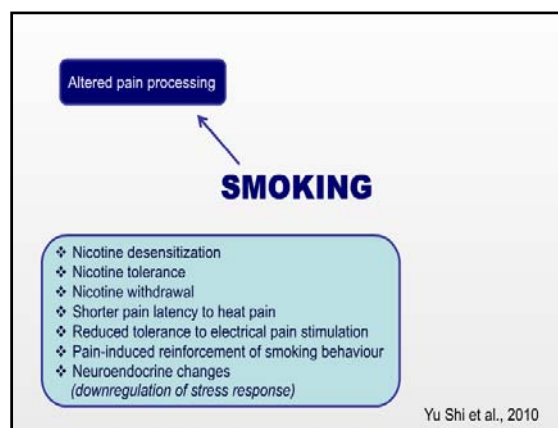 Altered pain processing
SMOKING
❖ Nicotine desensitization
❖ Nicotine tolerance
❖ Nicotine withdrawal
❖ Shorter pain latency to heat pain
❖ Reduced tolerance to electrical pain stimulation
❖ Pain-induced reinforcement of smoking behaviour
❖ Neuroendocrine changes
(downregulation of stress response)
Yu Shi et al., 2010